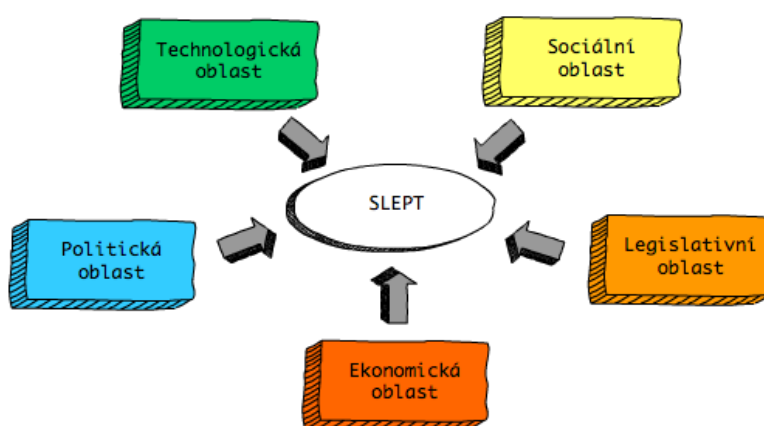 Technologická
oblast
Sociální
oblast
SLEPT
Politická
oblast
Legislativní
oblast
Ekonomická
oblast